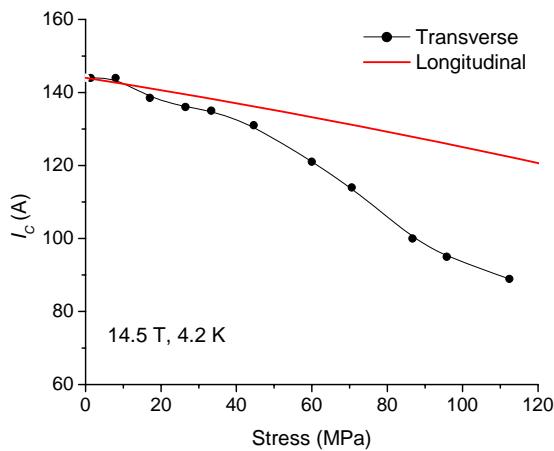 160
140
120
100
80
60
I_C (A)
Transverse
Longitudinal
14.5 T, 4.2 K
0 20 40 60 80 100 120
Stress (MPa)